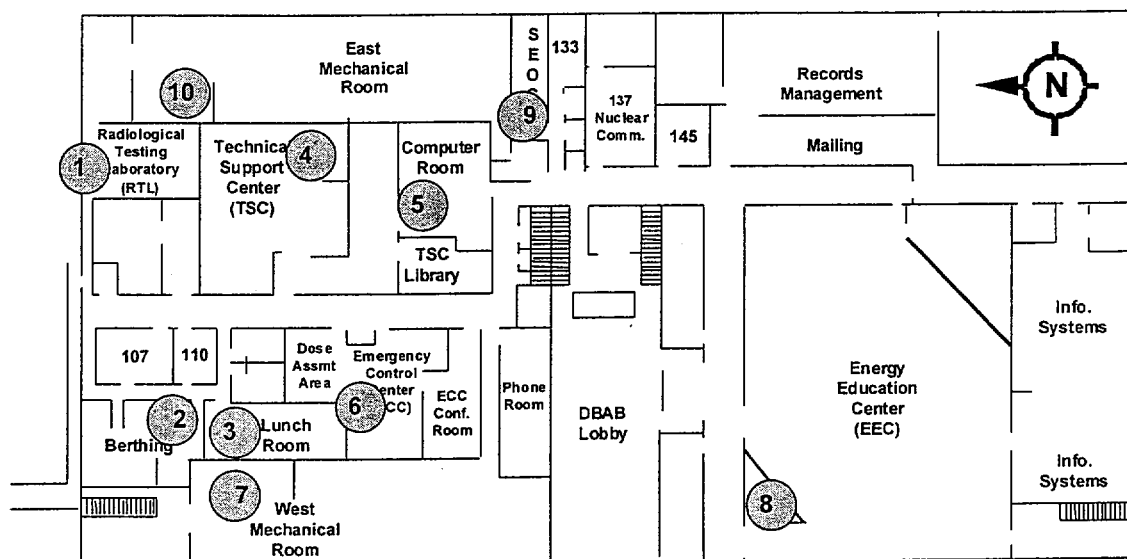 S
E
O
133
East
Mechanical
Room
10
9
137
Nuclear
Comm.
Records
Management
N
Radiological
Testing
Laboratory
(RTL)
1
Technical
Support
Center
(TSC)
4
Computer
Room
5
145
Mailing
TSC
Library
107
110
Dose
Assmt
Area
Emergency
Control
6
ECC
Conf.
Room
Phone
Room
DBAB
Lobby
Energy
Education
Center
(EEC)
Info.
Systems
2
Berthing
3
Lunch
Room
7
West
Mechanical
Room
8
Info.
Systems